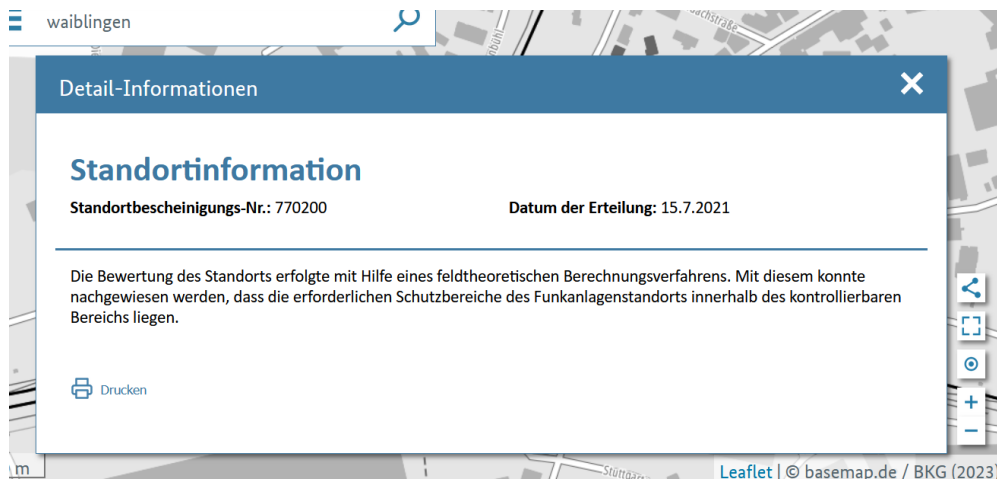 waiblingen
Detail-Informationen
Standortinformation
Standortbescheinigungs-Nr.: 770200
Datum der Erteilung: 15.7.2021
Die Bewertung des Standorts erfolgte mit Hilfe eines feldtheoretischen Berechnungsverfahrens. Mit diesem konnte
nachgewiesen werden, dass die erforderlichen Schutzbereiche des Funkanlagenstandorts innerhalb des kontrollierbaren
Bereichs liegen.
Drucken
+
−
m
Leaflet | © basemap.de / BKG (2023)